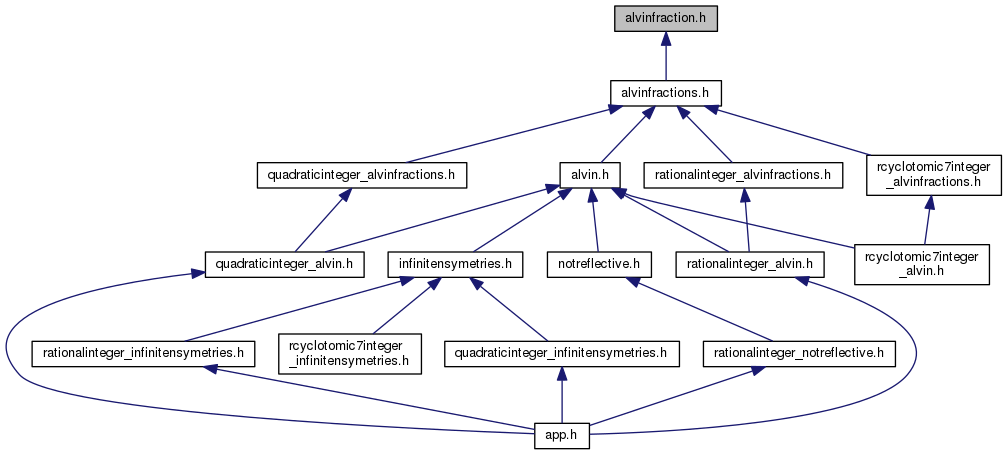 alvinfraction.h
alvinfractions.h
quadraticinteger_alvinfractions.h
alvin.h
rationalinteger_alvinfractions.h
rcyclotomic7integer
_alvinfractions.h
quadraticinteger_alvin.h
infinitensymetries.h
notreflective.h
rationalinteger_alvin.h
rcyclotomic7integer
_alvin.h
rationalinteger_infinitensymetries.h
rcyclotomic7integer
_infinitensymetries.h
quadraticinteger_infinitensymetries.h
rationalinteger_notreflective.h
app.h